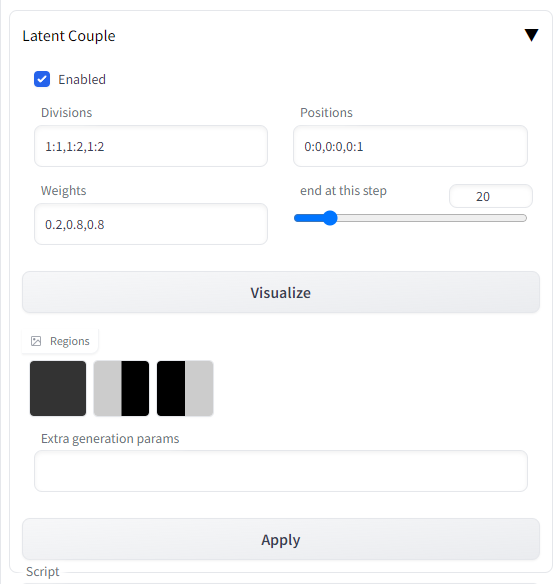 Latent Couple
Enabled
Divisions
Positions
1:1,1:2,1:2
0:0,0:0,0:1
Weights
end at this step
20
0.2,0.8,0.8
Visualize
Regions
Extra generation params
Apply
Script